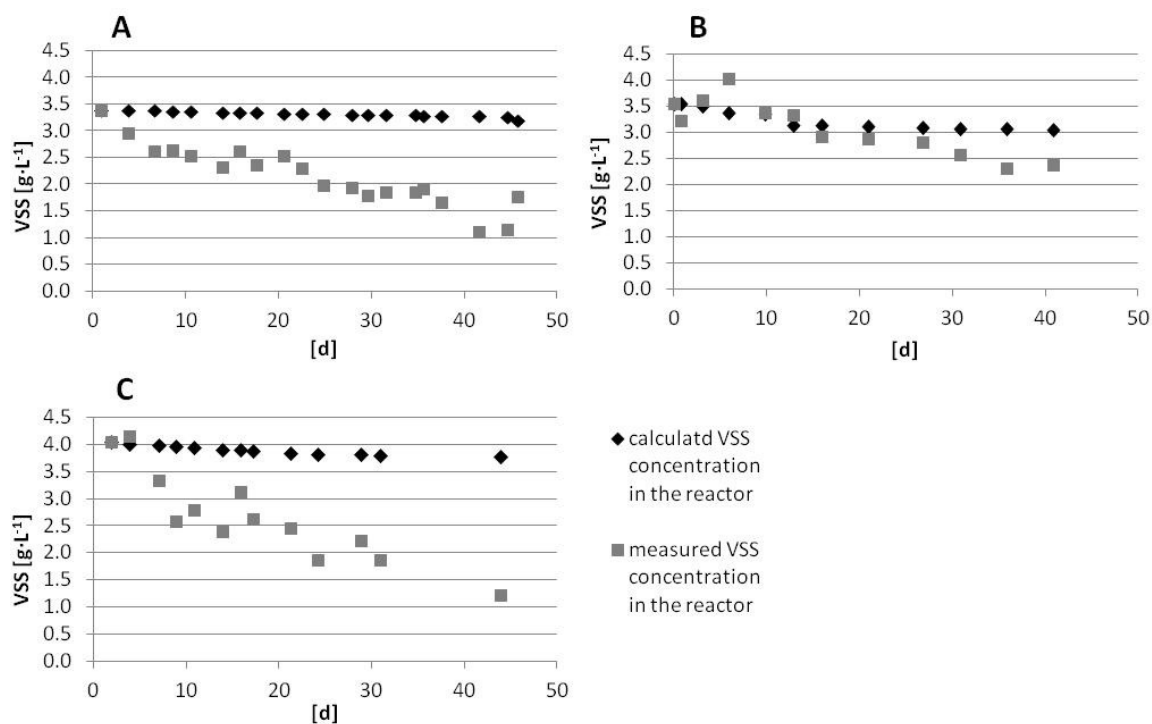 A
4.5
4.0
3.5
3.0
2.5
2.0
1.5
1.0
0.5
0.0
VSS [g·L⁻¹]
0 10 20 30 40 50
[d]
B
4.5
4.0
3.5
3.0
2.5
2.0
1.5
1.0
0.5
0.0
VSS [g·L⁻¹]
0 10 20 30 40 50
[d]
C
4.5
4.0
3.5
3.0
2.5
2.0
1.5
1.0
0.5
0.0
VSS [g·L⁻¹]
0 10 20 30 40 50
[d]
calculatd VSS
concentration
in the reactor
measured VSS
concentration
in the reactor